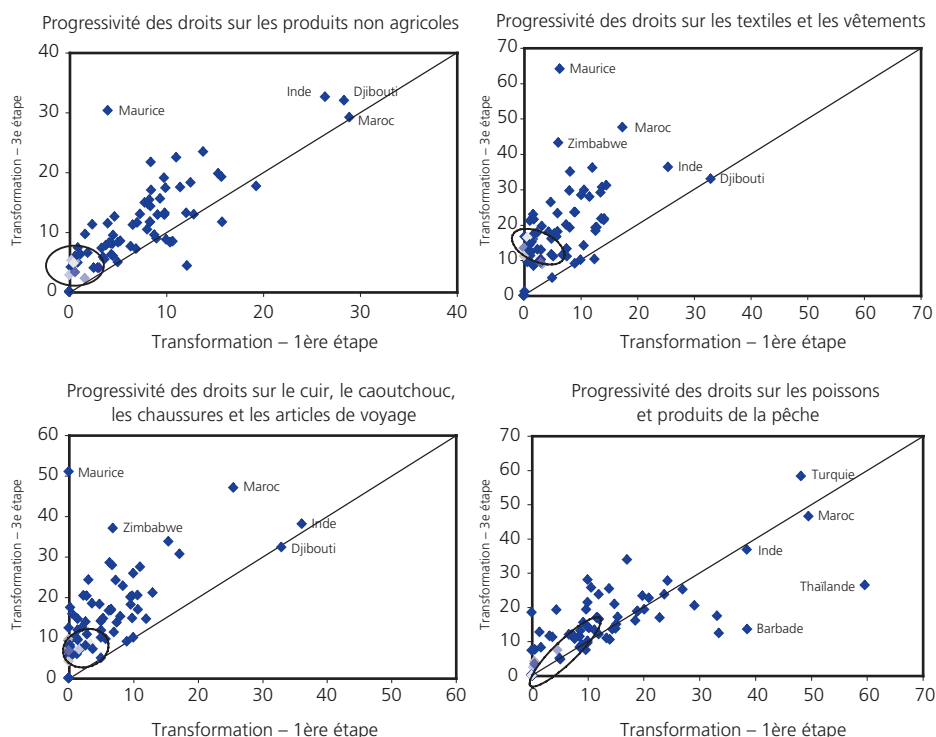 Progressivité des droits sur les produits non agricoles
Transformation – 3e étape
40
30
20
10
0
Maurice
Inde
Djibouti
Maroc
0
10
20
30
40
Transformation – 1ère étape
Progressivité des droits sur les textiles et les vêtements
Transformation – 3e étape
70
60
50
40
30
20
10
0
Maurice
Maroc
Zimbabwe
Inde
Djibouti
0
10
20
30
40
50
60
70
Transformation – 1ère étape
Progressivité des droits sur le cuir, le caoutchouc,
les chaussures et les articles de voyage
Transformation – 3e étape
60
50
40
30
20
10
0
Maurice
Maroc
Zimbabwe
Inde
Djibouti
0
10
20
30
40
50
60
Transformation – 1ère étape
Progressivité des droits sur les poissons
et produits de la pêche
Transformation – 3e étape
70
60
50
40
30
20
10
0
Turquie
Maroc
Inde
Thaïlande
Barbade
0
10
20
30
40
50
60
70
Transformation – 1ère étape